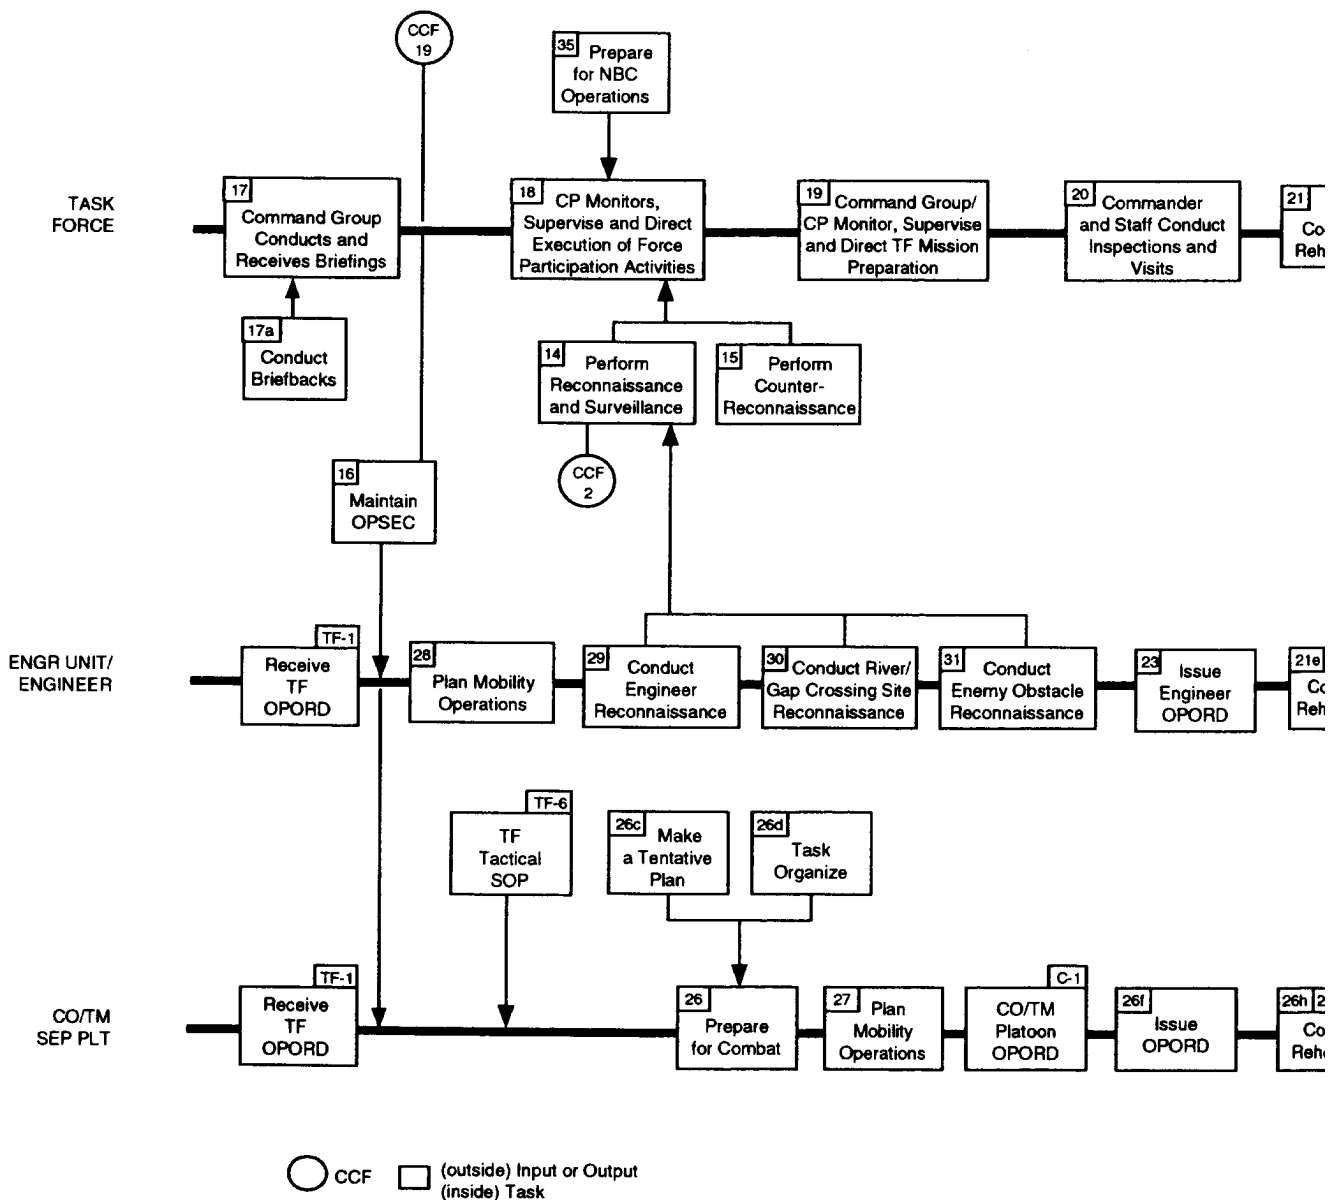 CCF
19
35 Prepare
for NBC
Operations
TASK
FORCE
17
Command Group
Conducts and
Receives Briefings
18 CP Monitors,
Supervise and Direct
Execution of Force
Participation Activities
19 Command Group/
CP Monitor, Supervise
and Direct TF Mission
Preparation
20 Commander
and Staff Conduct
Inspections and
Visits
21
Co
Reh
17a
Conduct
Briefbacks
14 Perform
Reconnaissance
and Surveillance
15 Perform
Counter-
Reconnaissance
CCF
2
16
Maintain
OPSEC
ENGR UNIT/
ENGINEER
TF-1
Receive
TF
OPORD
28
Plan Mobility
Operations
29 Conduct
Engineer
Reconnaissance
30 Conduct River/
Gap Crossing Site
Reconnaissance
31 Conduct
Enemy Obstacle
Reconnaissance
23 Issue
Engineer
OPORD
21e
Co
Reh
TF-6
TF
Tactical
SOP
26c Make
a Tentative
Plan
26d
Task
Organize
CO/TM
SEP PLT
TF-1
Receive
TF
OPORD
26
Prepare
for Combat
27 Plan
Mobility
Operations
C-1
CO/TM
Platoon
OPORD
26f Issue
OPORD
26h 2
Co
Reh
CCF
(outside) Input or Output
(inside) Task